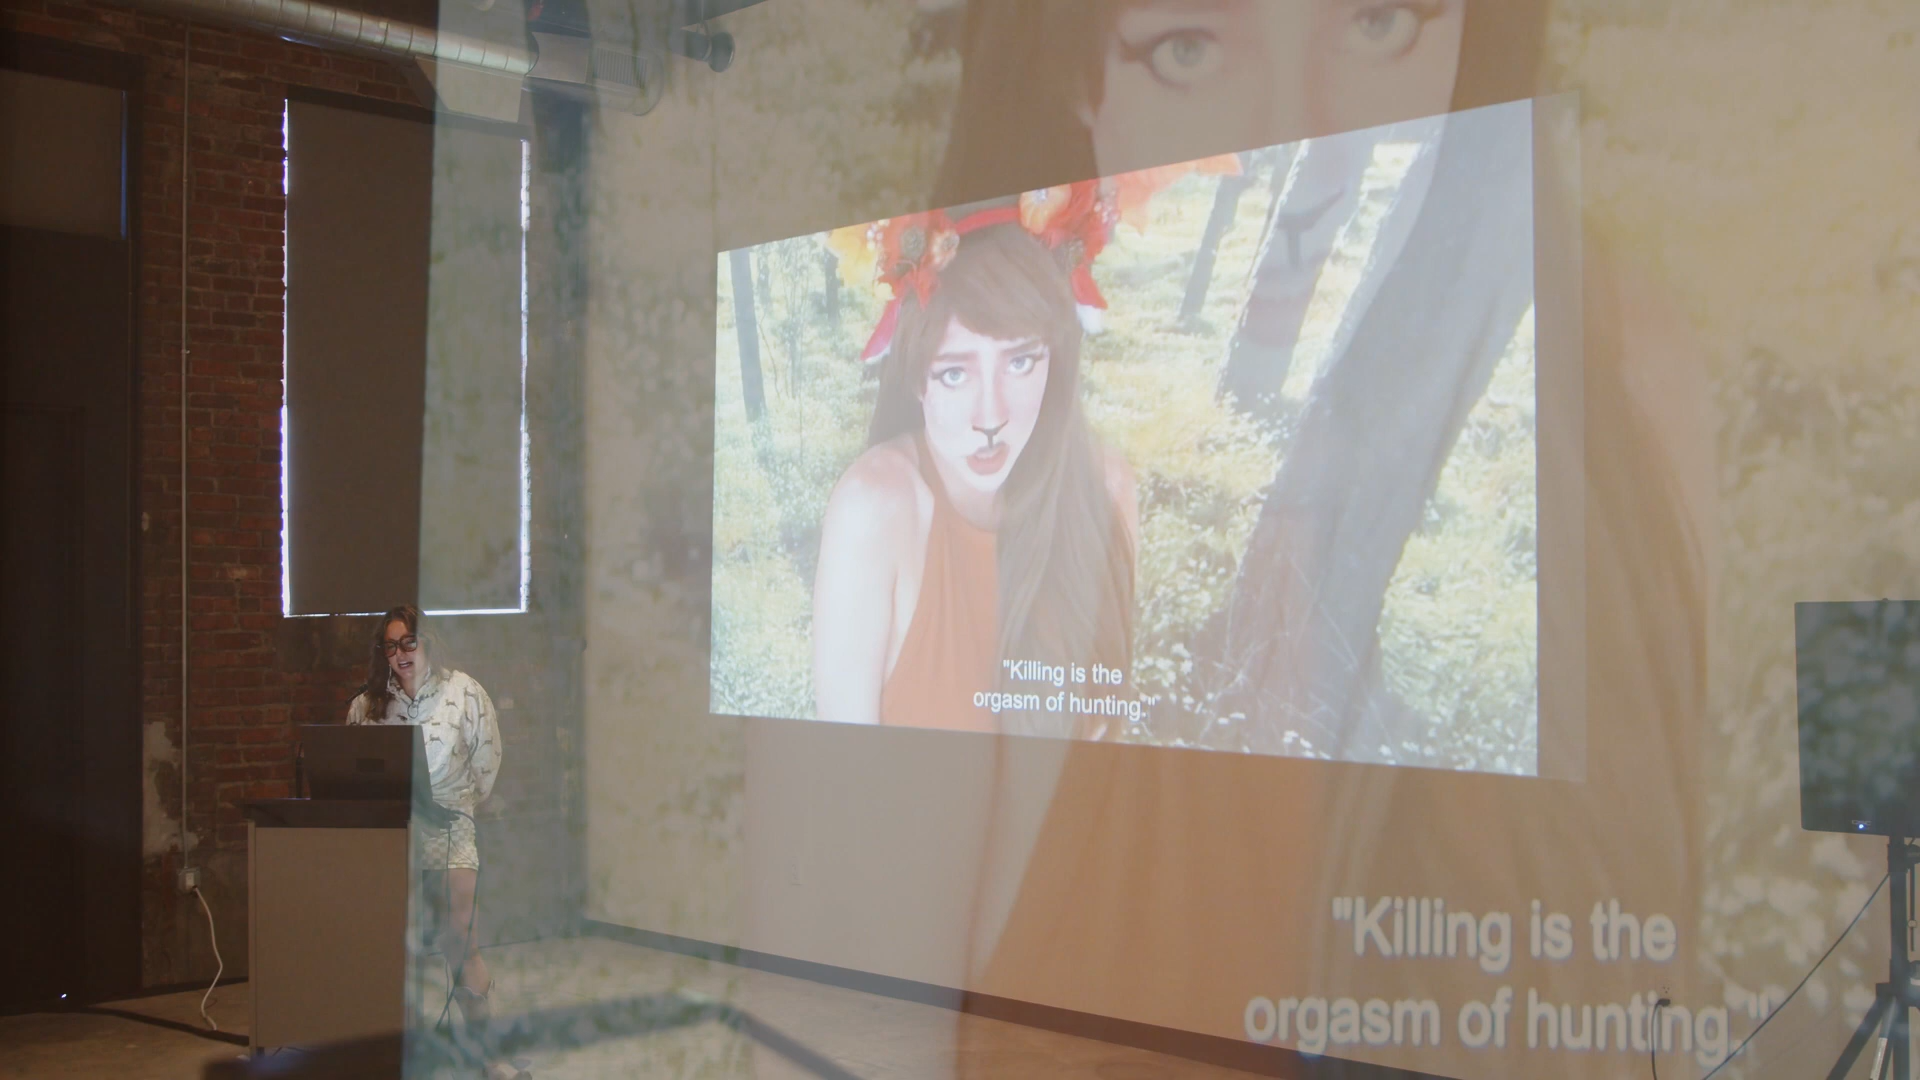 "Killing is the
orgasm of hunting."
"Killing is the
orgasm of hunting."